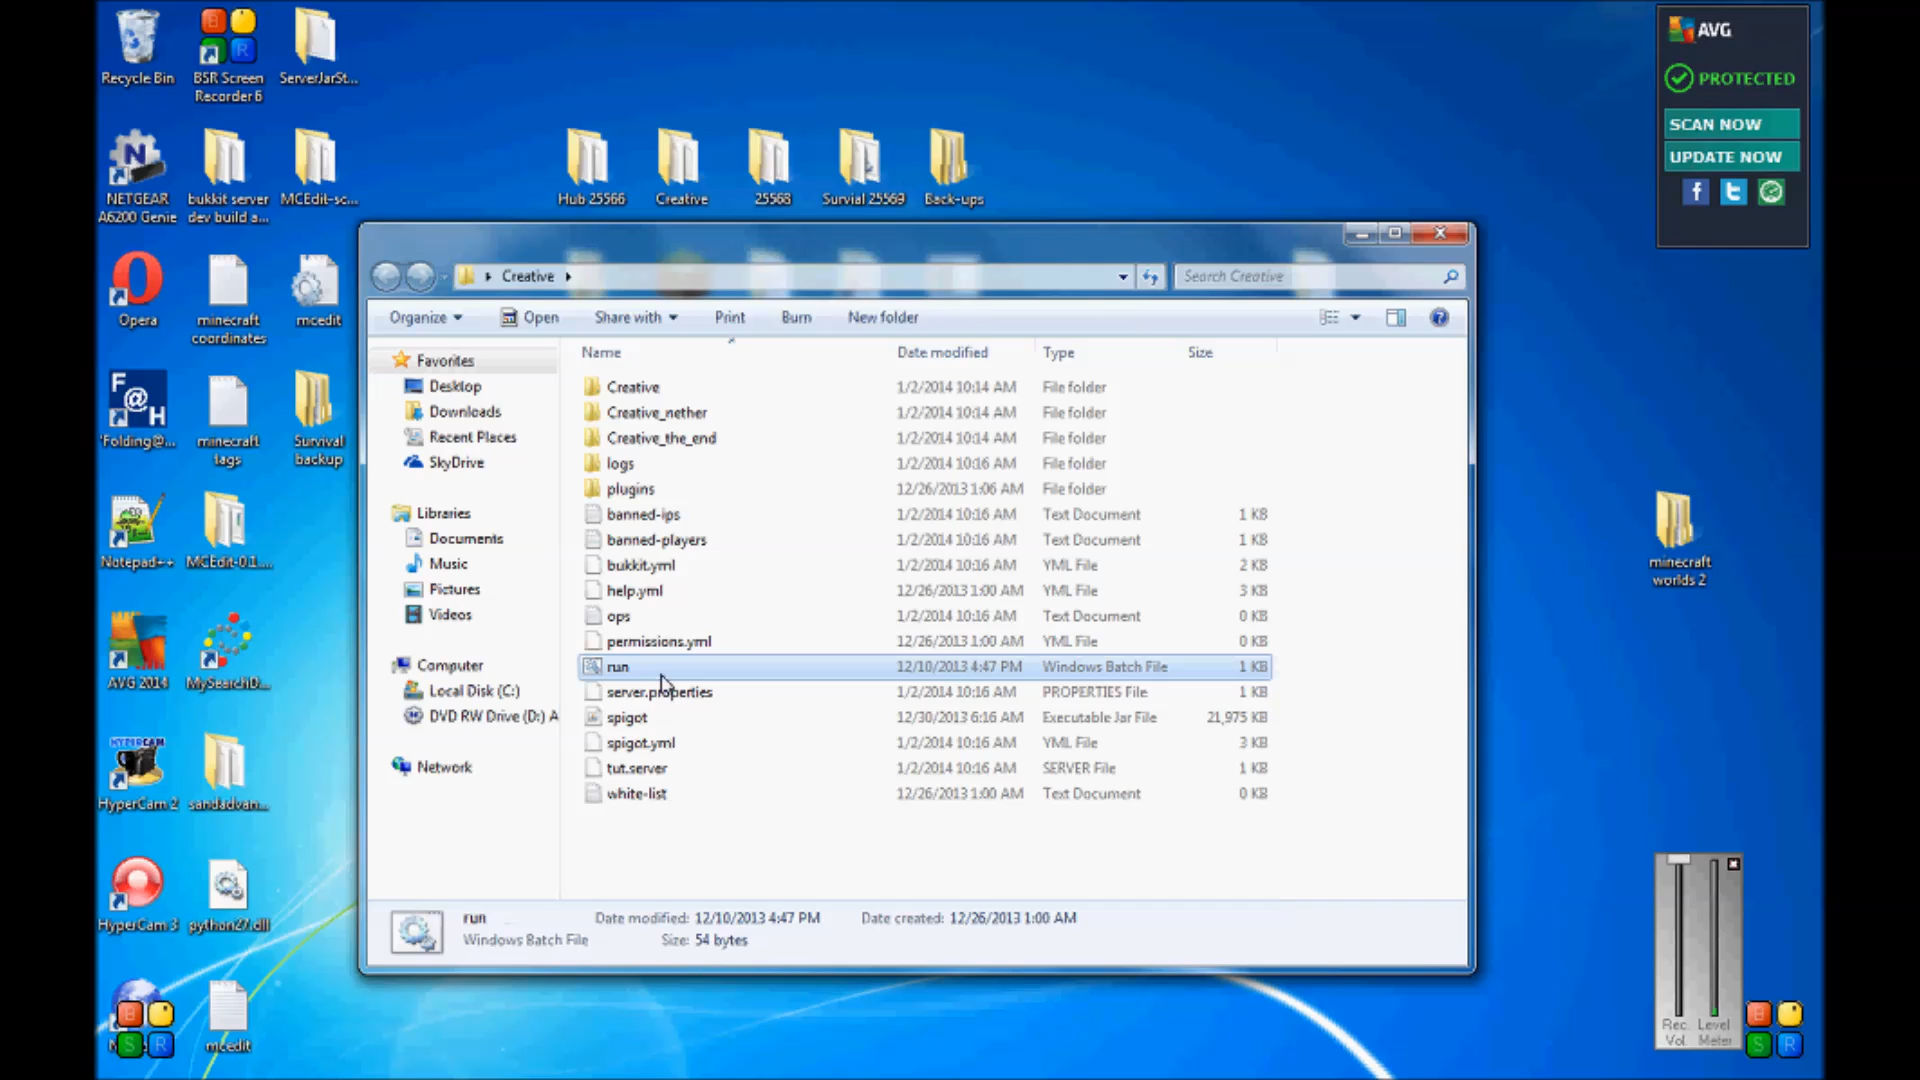 Recycle Bin
BSR Screen
Recorder 6
ServerJarSt...
NETGEAR
A6200 Genie
bukkit server
dev build a...
MCEdit-sc...
Hub 25566
Creative
25568
Survial 25569
Back-ups
AVG
PROTECTED
SCAN NOW
UPDATE NOW
Opera
minecraft
coordinates
mcedit
'Folding@...
minecraft
tags
Survival
backup
Notepad++
MCEdit-0.1....
AVG 2014
MySearchD...
HyperCam 2
sandadvan...
HyperCam 3
python27.dll
mcedit
minecraft
worlds 2
Creative
Search Creative
Organize
Open
Share with
Print
Burn
New folder
Name Date modified Type Size
Favorites
Desktop
Downloads
Recent Places
SkyDrive
Libraries
Documents
Music
Pictures
Videos
Computer
Local Disk (C:)
DVD RW Drive (D:) A
Network
Creative 1/2/2014 10:14 AM File folder
Creative_nether 1/2/2014 10:14 AM File folder
Creative_the_end 1/2/2014 10:14 AM File folder
logs 1/2/2014 10:16 AM File folder
plugins 12/26/2013 1:06 AM File folder
banned-ips 1/2/2014 10:16 AM Text Document 1 KB
banned-players 1/2/2014 10:16 AM Text Document 1 KB
bukkit.yml 1/2/2014 10:16 AM YML File 2 KB
help.yml 12/26/2013 1:00 AM YML File 3 KB
ops 1/2/2014 10:16 AM Text Document 0 KB
permissions.yml 12/26/2013 1:00 AM YML File 0 KB
run 12/10/2013 4:47 PM Windows Batch File 1 KB
server.properties 1/2/2014 10:16 AM PROPERTIES File 1 KB
spigot 12/30/2013 6:16 AM Executable Jar File 21,975 KB
spigot.yml 1/2/2014 10:16 AM YML File 3 KB
tut.server 1/2/2014 10:16 AM SERVER File 1 KB
white-list 12/26/2013 1:00 AM Text Document 0 KB
run Date modified: 12/10/2013 4:47 PM Date created: 12/26/2013 1:00 AM
Windows Batch File Size: 54 bytes
Rec. Level
Vol. Meter
B
S R
B
S R